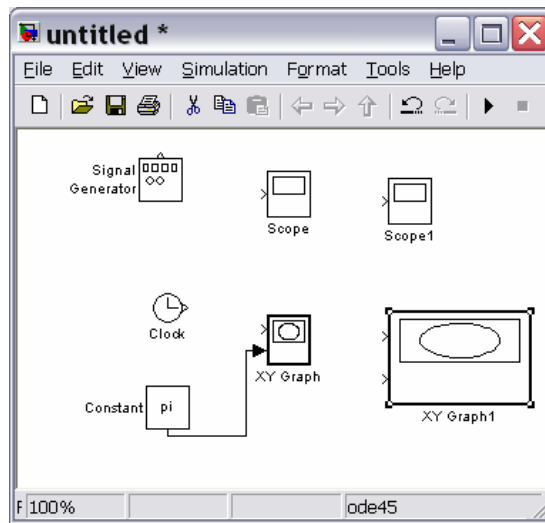 untitled *
File Edit View Simulation Format Tools Help
Signal
Generator
Scope
Scope1
Clock
XY Graph
Constant
pi
XY Graph1
F 100%
ode45